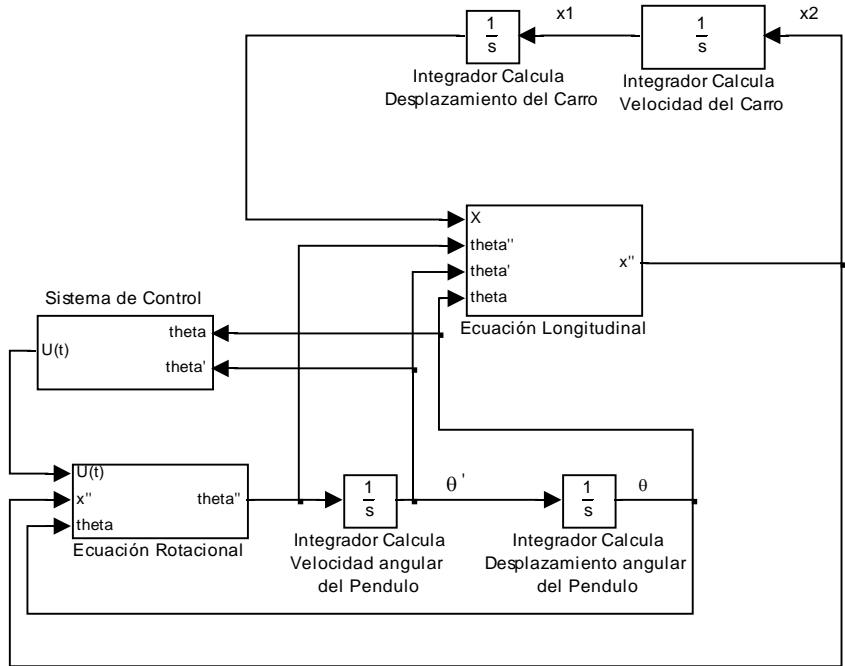 x1
x2
1
s
1
s
Integrador Calcula
Desplazamiento del Carro
Integrador Calcula
Velocidad del Carro
X
theta''
theta'
theta
x''
Ecuación Longitudinal
Sistema de Control
theta
theta'
U(t)
U(t)
x''
theta
theta''
Ecuación Rotacional
1
s
θ '
1
s
θ
Integrador Calcula
Velocidad angular
del Pendulo
Integrador Calcula
Desplazamiento angular
del Pendulo